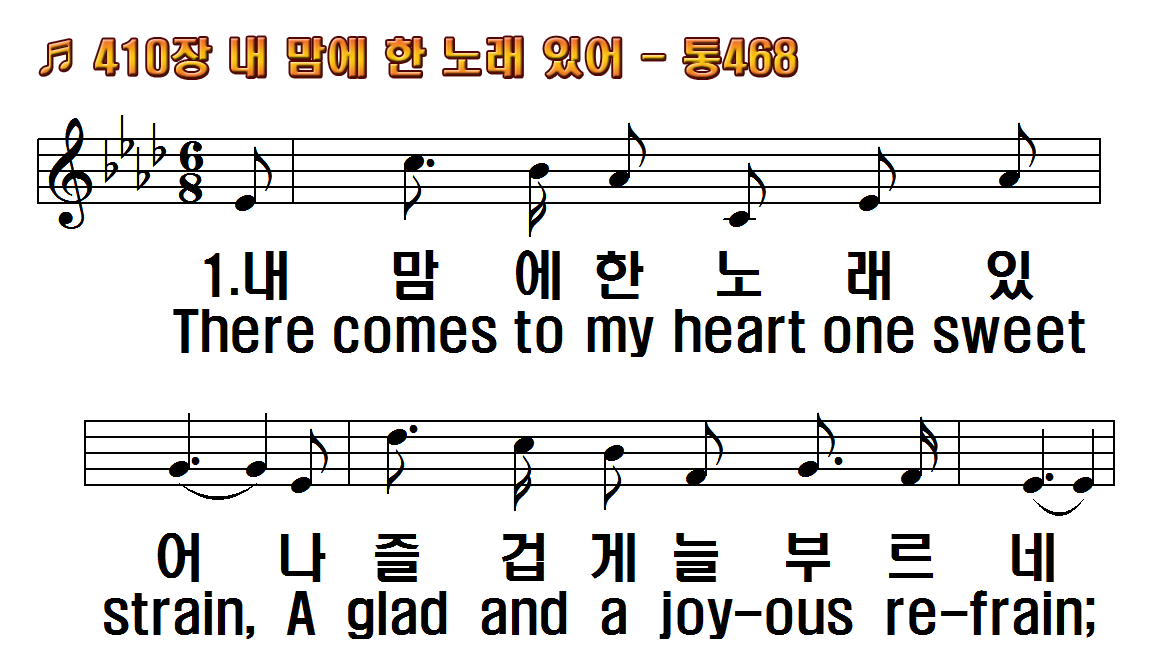 ♬ 410장 내 맘에 한 노래 있어 - 통468
6
8
1.내 맘 에 한 노 래 있
There comes to my heart one sweet
어 나 즐 겁 게 늘 부 르 네
strain, A glad and a joy-ous re-frain;